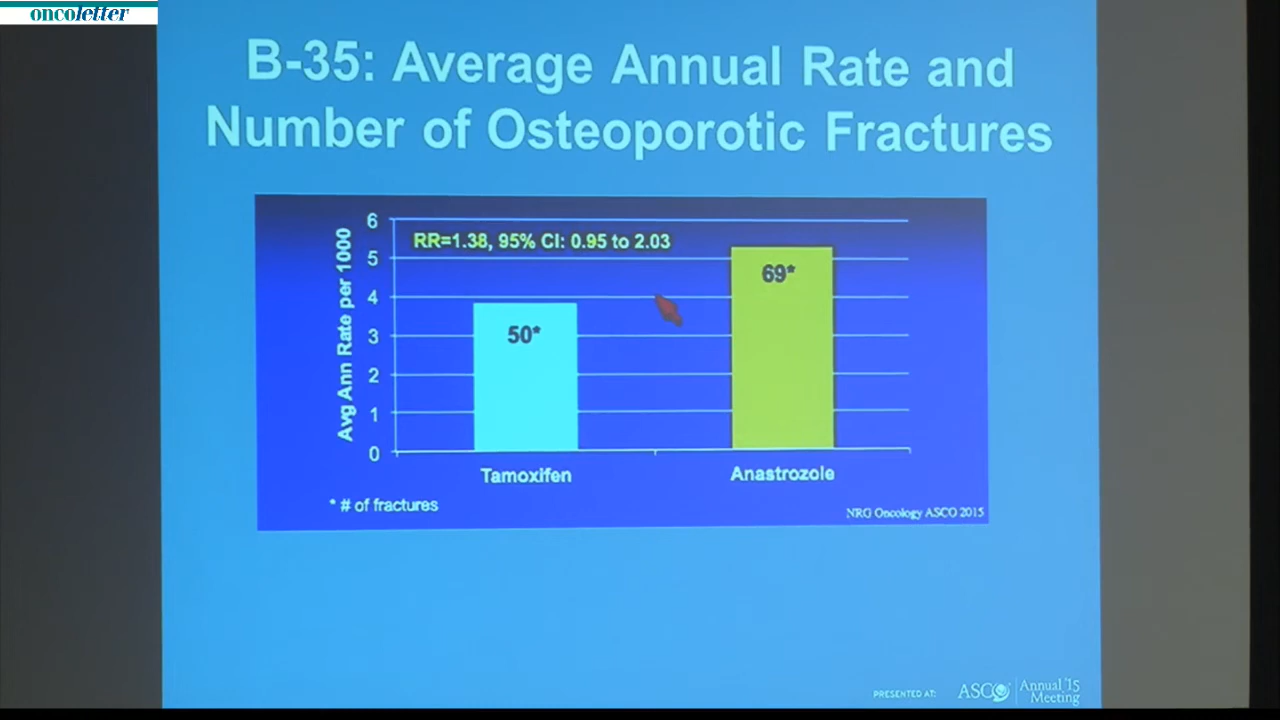 oncoletter
B-35: Average Annual Rate and
Number of Osteoporotic Fractures
Avg Ann Rate per 1000
6
5
4
3
2
1
0
RR=1.38, 95% CI: 0.95 to 2.03
50*
69*
Tamoxifen
Anastrozole
* # of fractures
NRG Oncology ASCO 2015
PRESENTED AT:
ASCO
Annual '15
Meeting